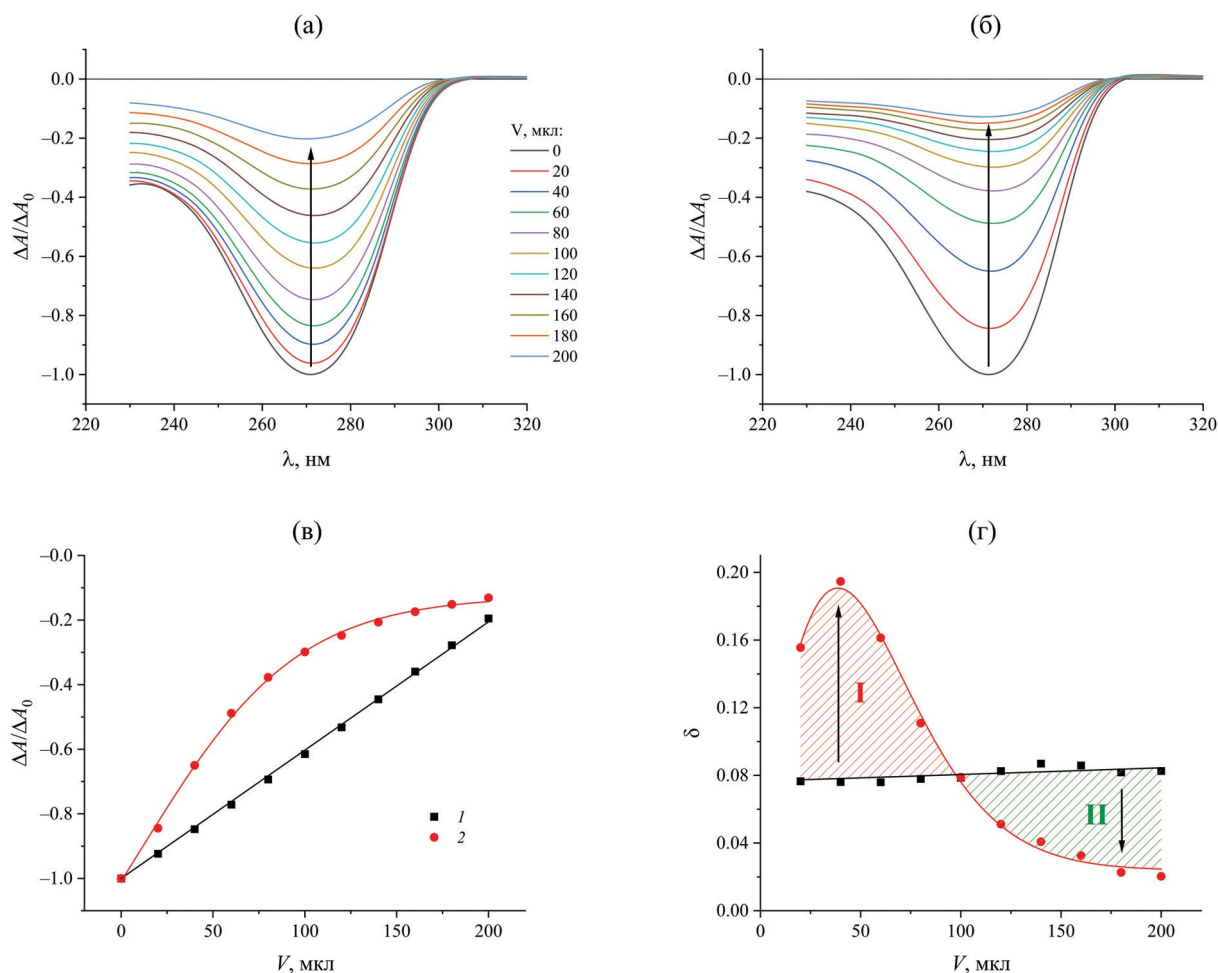 (а)
0.0
–0.2
–0.4
–0.6
–0.8
–1.0
ΔA/ΔA₀
220 240 260 280 300 320
λ, нм
V, мкл:
0
20
40
60
80
100
120
140
160
180
200
(б)
0.0
–0.2
–0.4
–0.6
–0.8
–1.0
ΔA/ΔA₀
220 240 260 280 300 320
λ, нм
(в)
–0.0
–0.2
–0.4
–0.6
–0.8
–1.0
ΔA/ΔA₀
1
2
0 50 100 150 200
V, мкл
(г)
0.20
0.16
0.12
0.08
0.04
0.00
δ
I
II
0 50 100 150 200
V, мкл